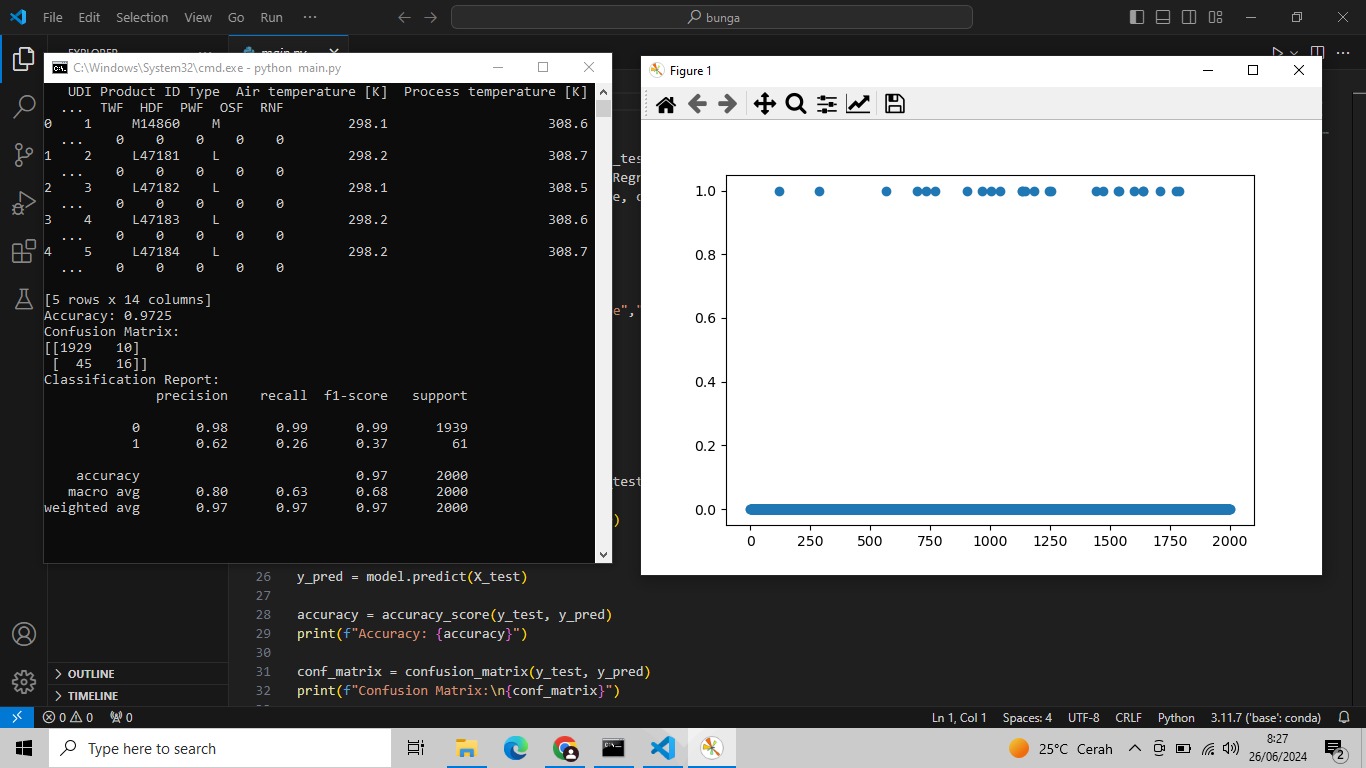 File Edit Selection View Go Run ··· bunga
EXPLORER ··· main.py
C:\Windows\System32\cmd.exe - python main.py
UDI Product ID Type Air temperature [K] Process temperature [K]
... TWF HDF PWF OSF RNF
0 1 M14860 M 298.1 308.6
... 0 0 0 0 0
1 2 L47181 L 298.2 308.7
... 0 0 0 0 0
2 3 L47182 L 298.1 308.5
... 0 0 0 0 0
3 4 L47183 L 298.2 308.6
... 0 0 0 0 0
4 5 L47184 L 298.2 308.7
... 0 0 0 0 0
[5 rows x 14 columns]
Accuracy: 0.9725
Confusion Matrix:
[[1929 10]
[ 45 16]]
Classification Report:
precision recall f1-score support
0 0.98 0.99 0.99 1939
1 0.62 0.26 0.37 61
accuracy 0.97 2000
macro avg 0.80 0.63 0.68 2000
weighted avg 0.97 0.97 0.97 2000
Figure 1
1.0
0.8
0.6
0.4
0.2
0.0
0 250 500 750 1000 1250 1500 1750 2000
26 y_pred = model.predict(X_test)
27
28 accuracy = accuracy_score(y_test, y_pred)
29 print(f"Accuracy: {accuracy}")
30
31 conf_matrix = confusion_matrix(y_test, y_pred)
32 print(f"Confusion Matrix:\n{conf_matrix}")
OUTLINE
TIMELINE
0 0 0 Ln 1, Col 1 Spaces: 4 UTF-8 CRLF Python 3.11.7 ('base': conda)
Type here to search 25°C Cerah 8:27
26/06/2024 2